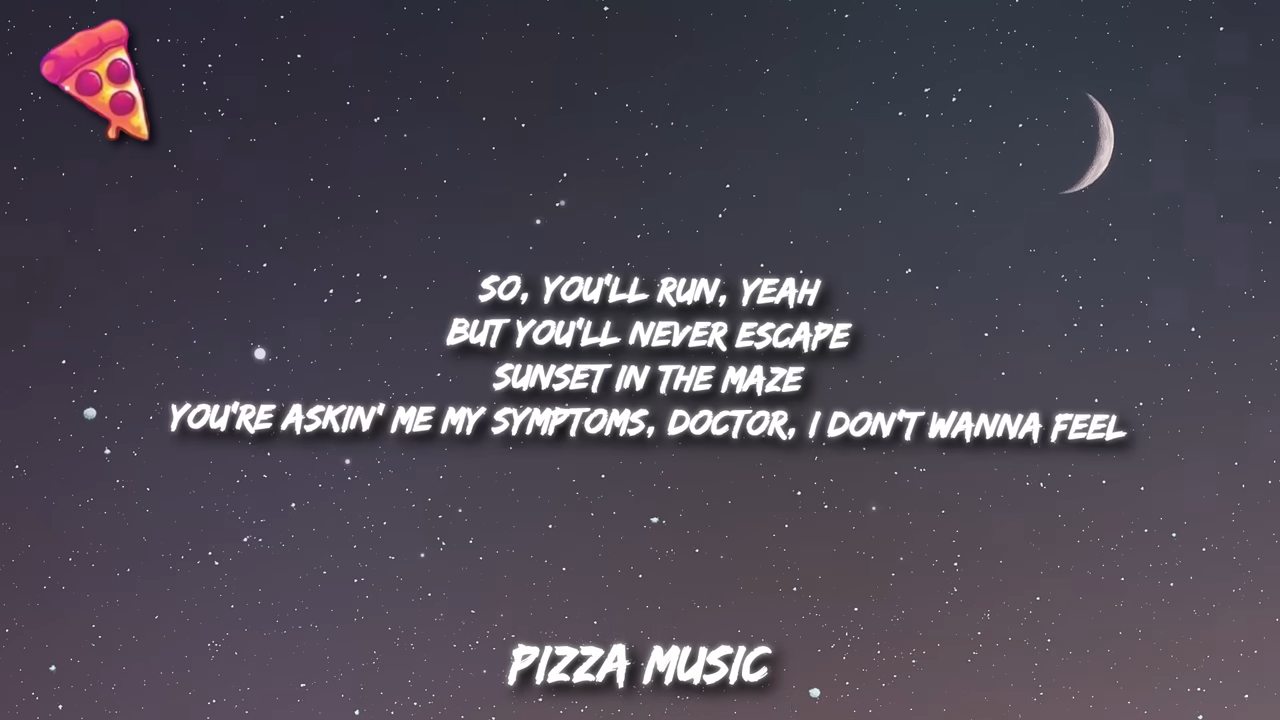 SO, YOU'LL RUN, YEAH
BUT YOU'LL NEVER ESCAPE
SUNSET IN THE MAZE
YOU'RE ASKIN' ME MY SYMPTOMS, DOCTOR, I DON'T WANNA FEEL
PIZZA MUSIC